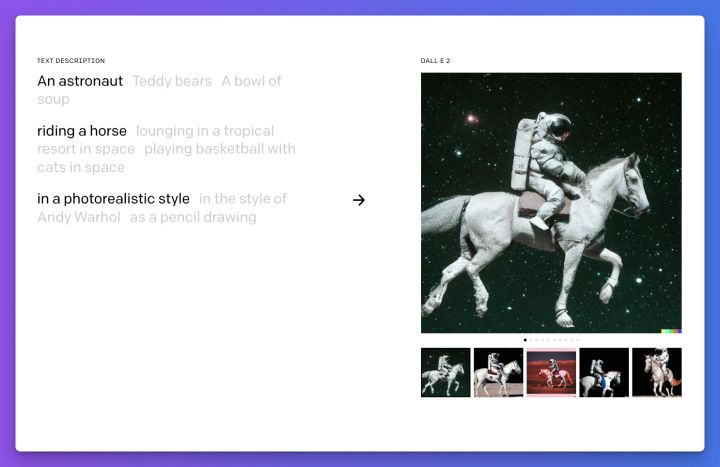 TEXT DESCRIPTION
An astronaut Teddy bears A bowl of
soup
riding a horse lounging in a tropical
resort in space playing basketball with
cats in space
in a photorealistic style in the style of
Andy Warhol as a pencil drawing
DALL·E 2